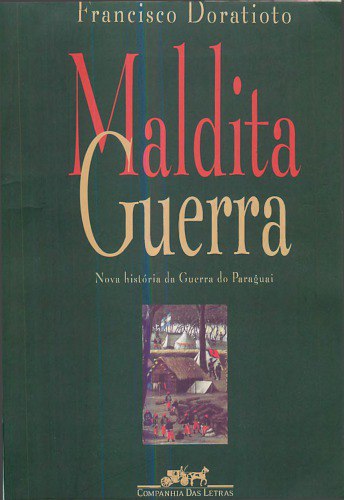 Francisco Doratioto
Maldita
Guerra
Nova história da Guerra do Paraguai
COMPANHIA DAS LETRAS